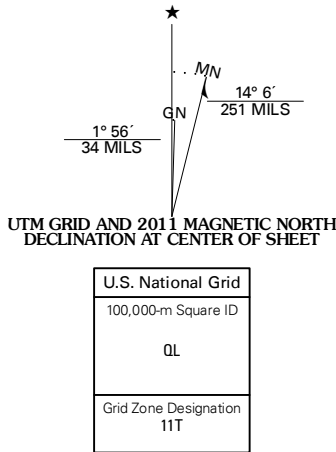 ★
MN
GN
14° 6´
251 MILS
1° 56´
34 MILS
UTM GRID AND 2011 MAGNETIC NORTH
DECLINATION AT CENTER OF SHEET
U.S. National Grid
100,000-m Square ID
QL
Grid Zone Designation
11T